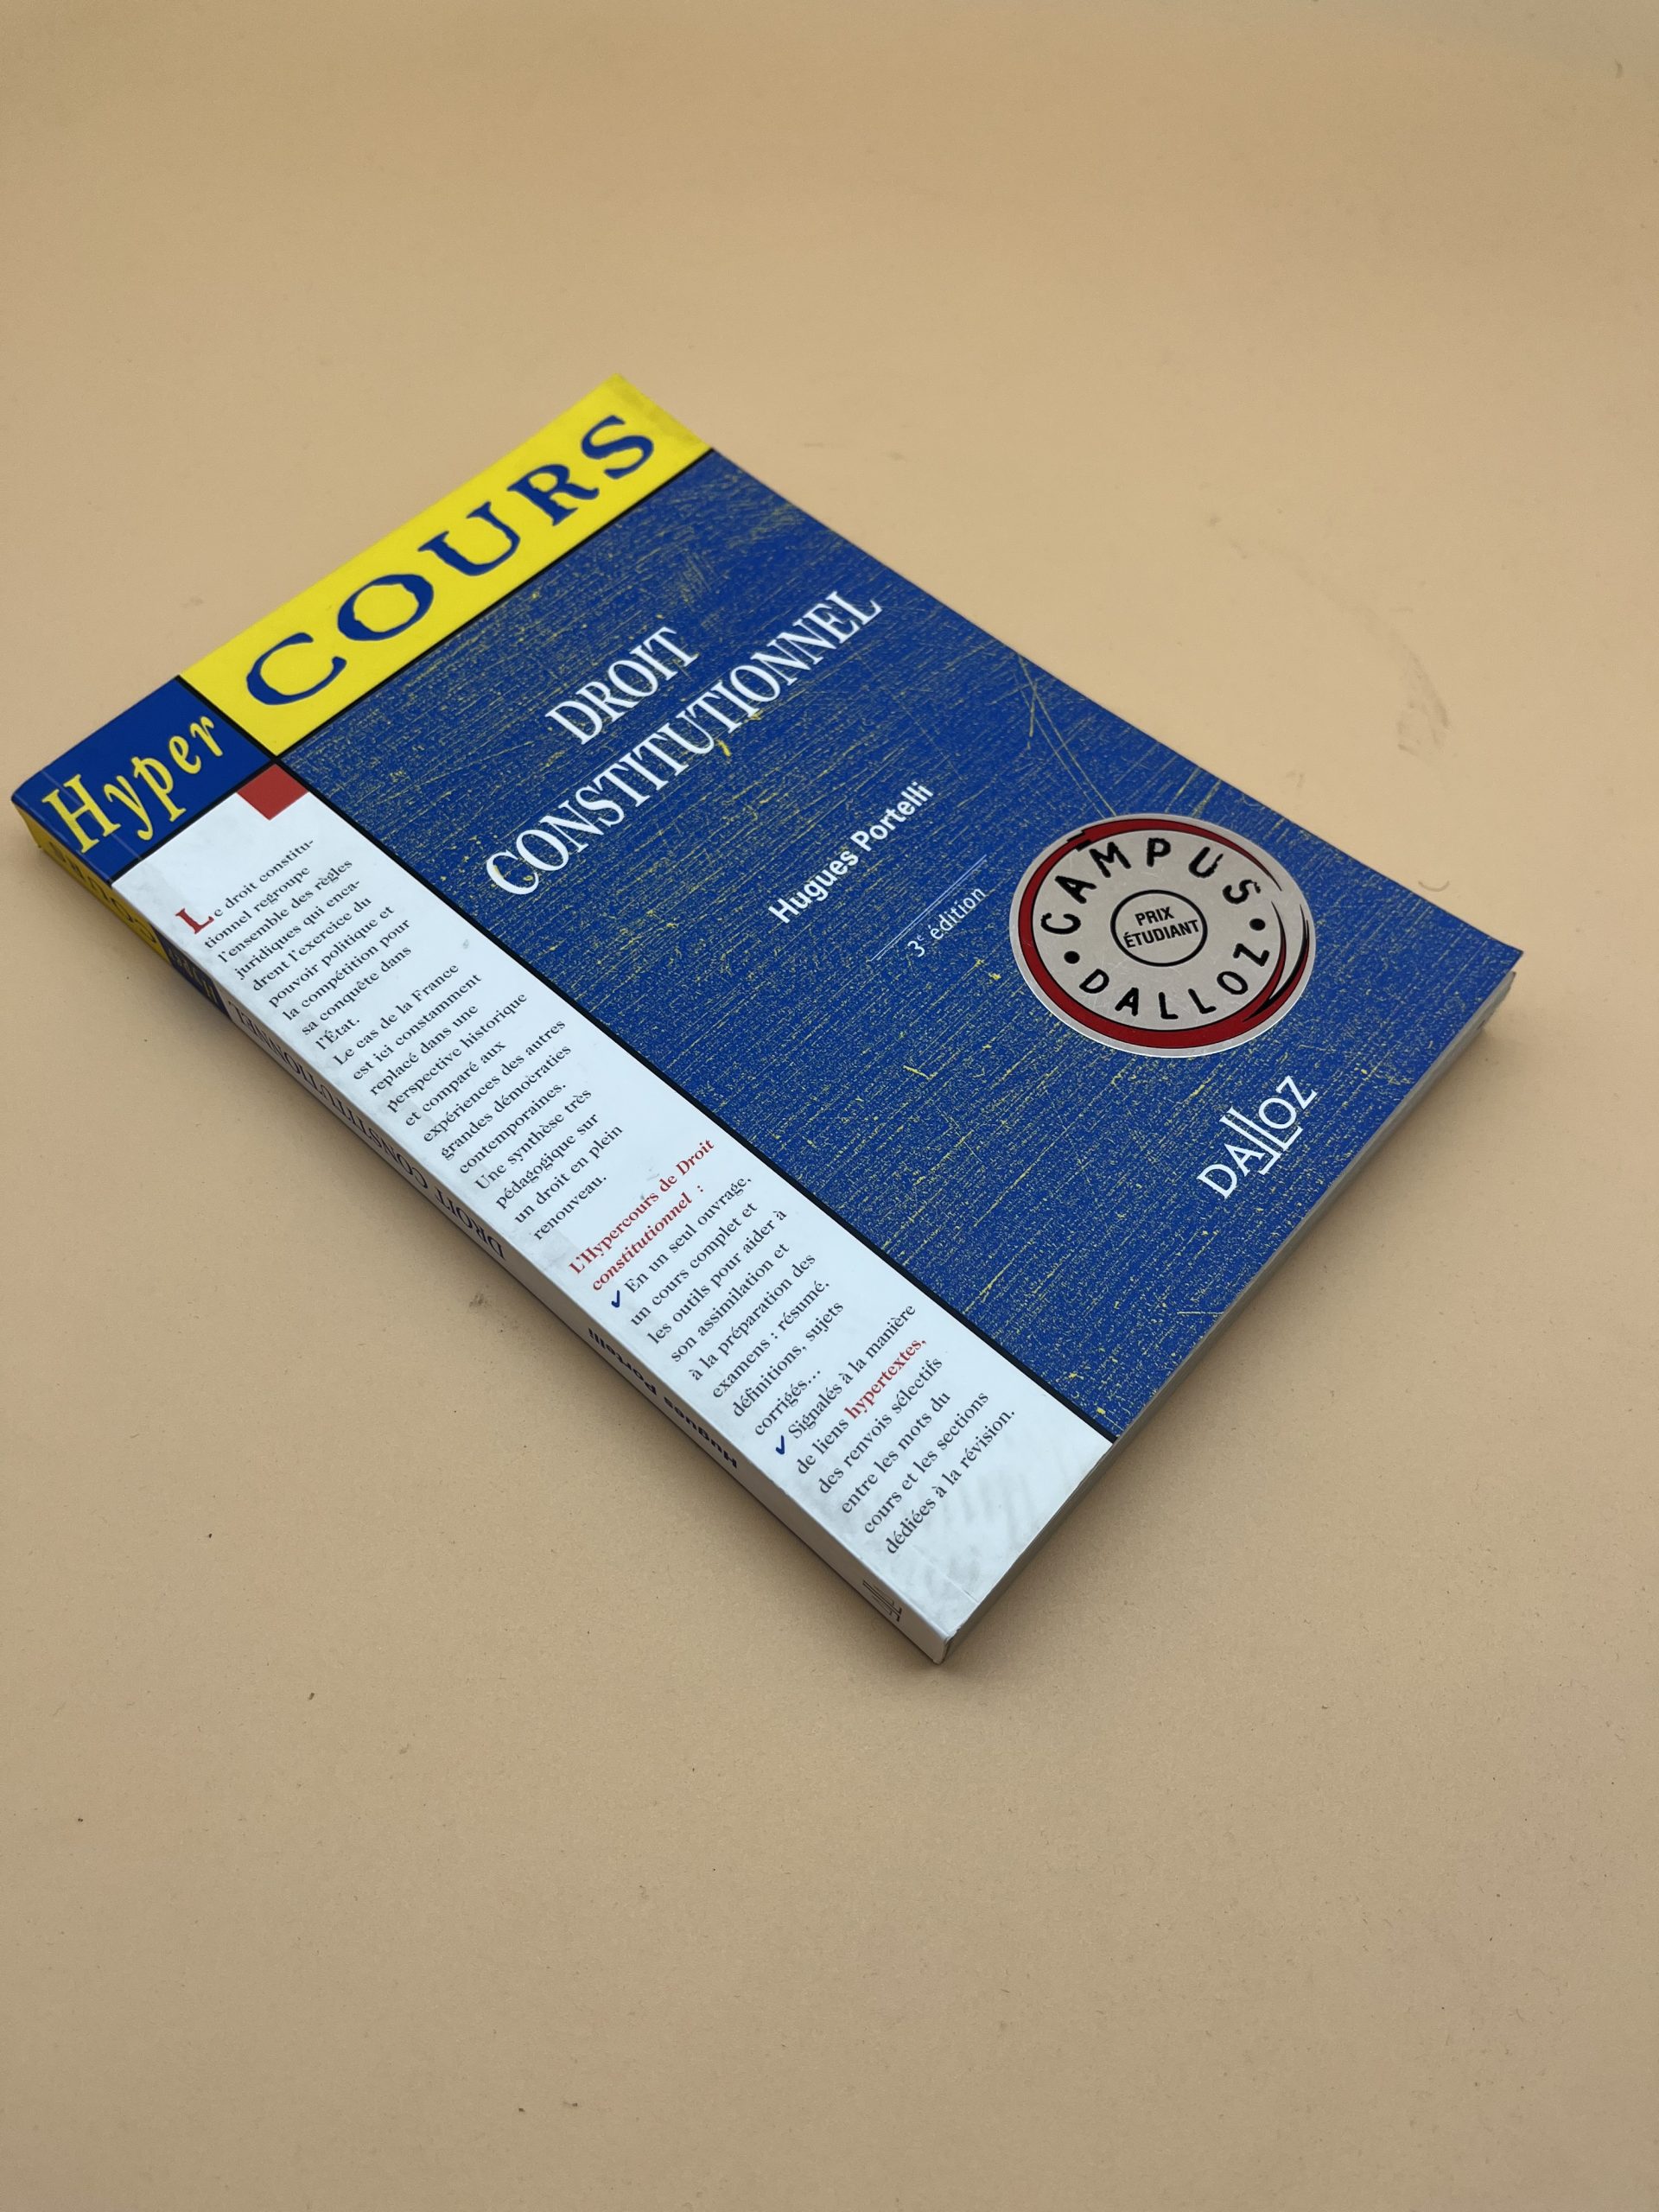 Hyper COURS
DROIT
CONSTITUTIONNEL
Hugues Portelli
3e édition
CAMPUS
PRIX
ÉTUDIANT
DALLOZ
DALLOZ
Le droit constitu-
tionnel regroupe
l'ensemble des règles
juridiques qui enca-
drent l'exercice du
pouvoir politique et
la compétition pour
sa conquête dans
l'État.
Le cas de la France
est ici constamment
replacé dans une
perspective historique
et comparé aux
expériences des autres
grandes démocraties
contemporaines.
Une synthèse très
pédagogique sur
un droit en plein
renouveau.
L'Hypercours de Droit
constitutionnel :
✓ En un seul ouvrage,
un cours complet et
les outils pour aider à
son assimilation et
à la préparation des
examens : résumé,
définitions, sujets
corrigés...
✓ Signalés à la manière
de liens hypertextes,
des renvois sélectifs
entre les mots du
cours et les sections
dédiées à la révision.
COURS
DROIT CONSTITUTIONNEL
Hugues Portelli